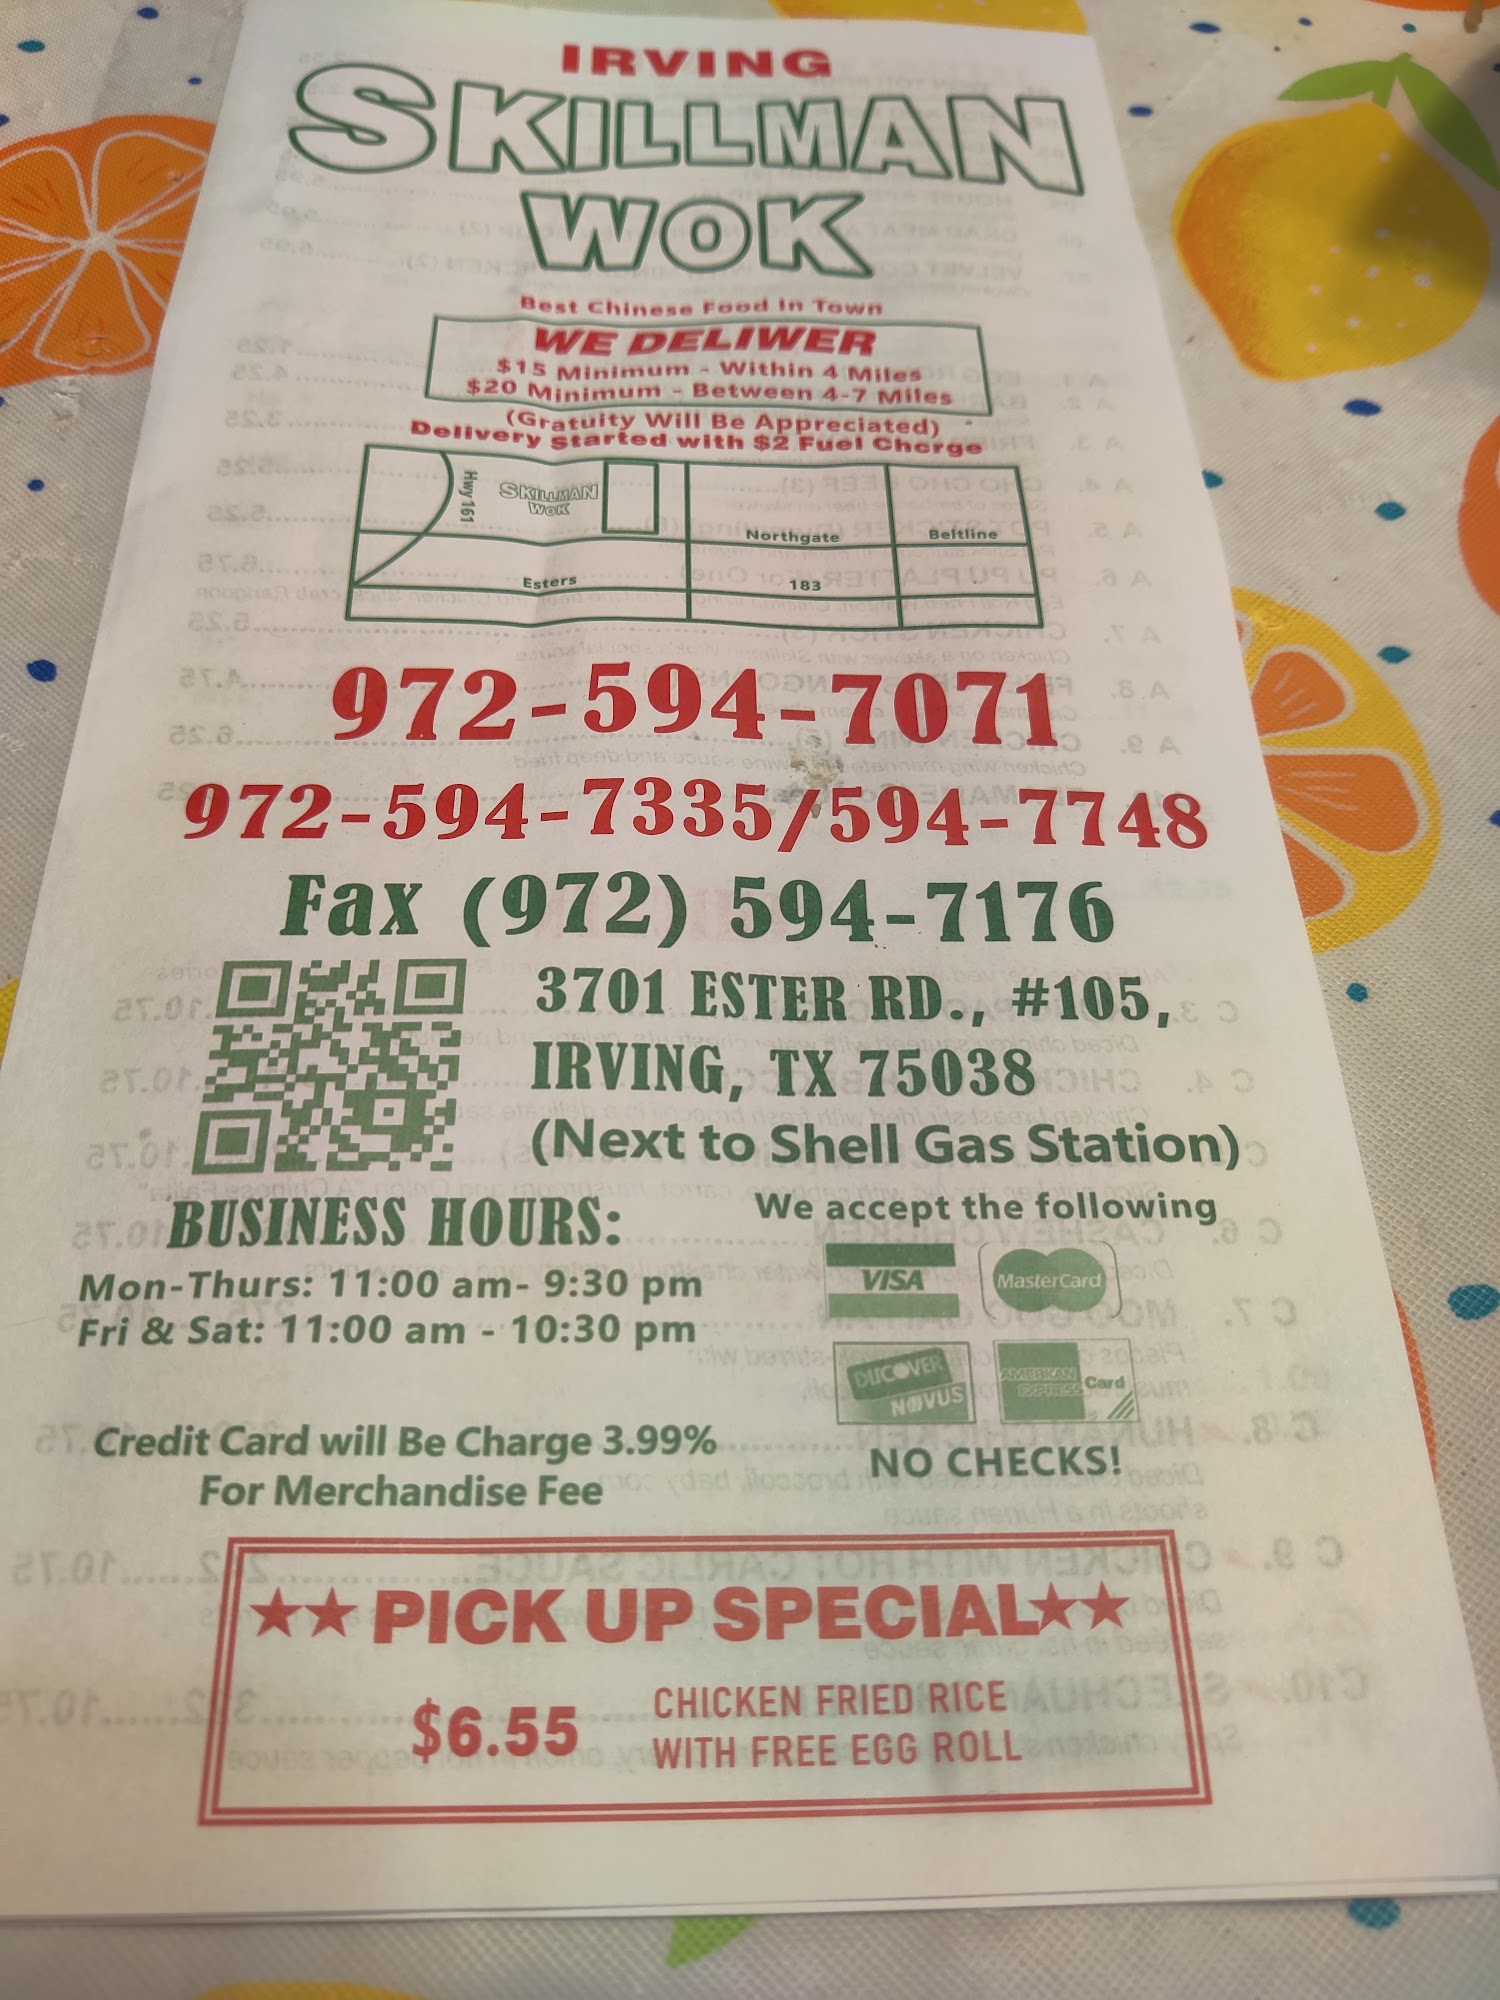 IRVING
SKILLMAN
WOK
Best Chinese Food In Town
WE DELIWER
$15 Minimum - Within 4 Miles
$20 Minimum - Between 4-7 Miles
(Gratuity Will Be Appreciated)
Delivery Started with $2 Fuel Chcrge
Hwy 161
SKILLMAN
WOK
Northgate
Beltline
Esters
183
972-594-7071
972-594-7335/594-7748
Fax (972) 594-7176
3701 ESTER RD., #105,
IRVING, TX 75038
(Next to Shell Gas Station)
BUSINESS HOURS:
Mon-Thurs: 11:00 am- 9:30 pm
Fri & Sat: 11:00 am - 10:30 pm
We accept the following
VISA
MasterCard
DISCOVER
NOVUS
AMERICAN
EXPRESS
Card
NO CHECKS!
Credit Card will Be Charge 3.99%
For Merchandise Fee
★★PICK UP SPECIAL★★
$6.55
CHICKEN FRIED RICE
WITH FREE EGG ROLL